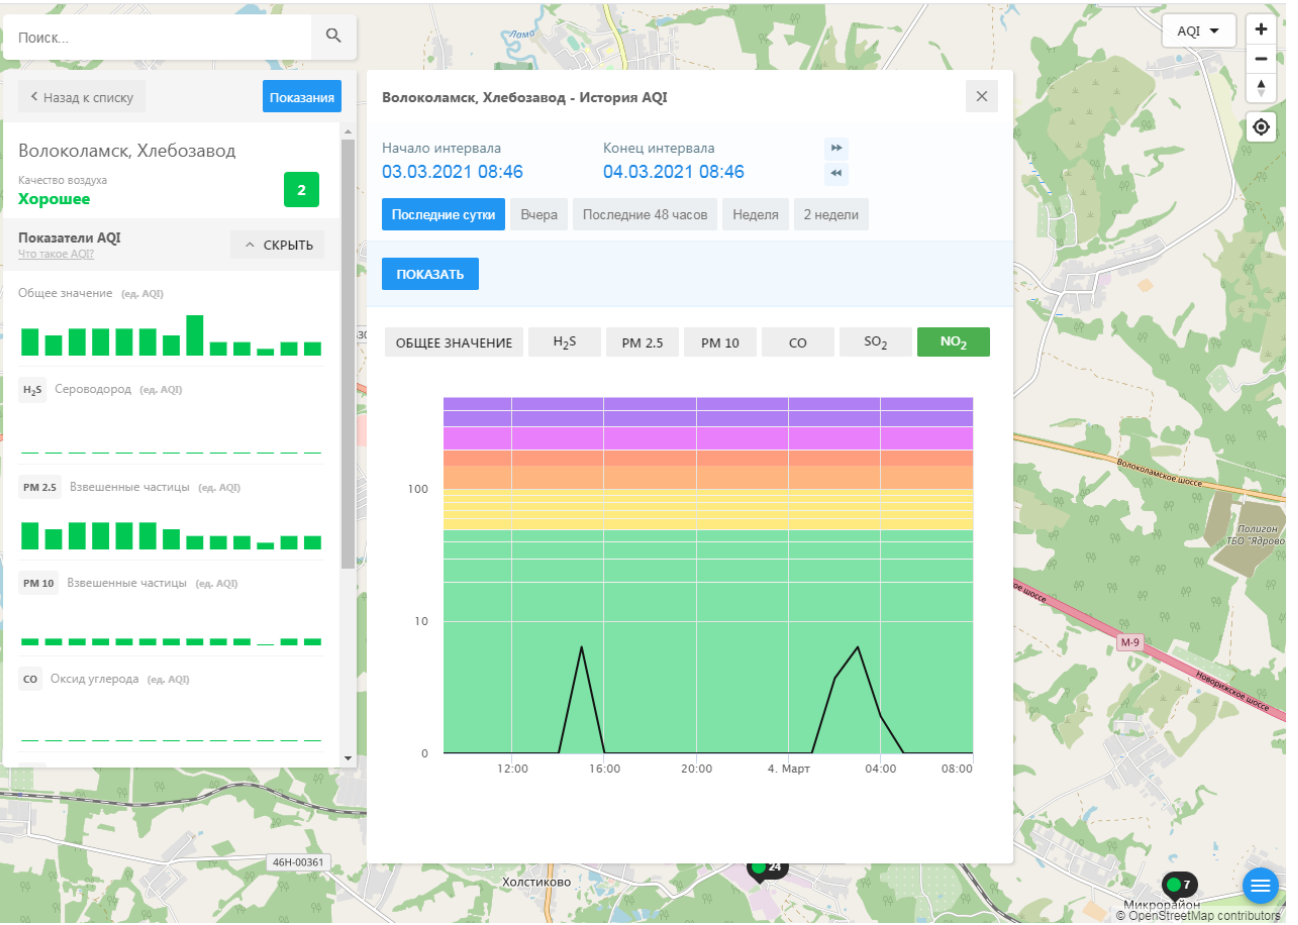 Поиск...
Назад к списку
Показания
Волоколамск, Хлебозавод
Качество воздуха
Хорошее
2
Показатели AQI
Что такое AQI?
СКРЫТЬ
Общее значение (ед. AQI)
H₂S Сероводород (ед. AQI)
PM 2.5 Взвешенные частицы (ед. AQI)
PM 10 Взвешенные частицы (ед. AQI)
CO Оксид углерода (ед. AQI)
Волоколамск, Хлебозавод - История AQI
Начало интервала
03.03.2021 08:46
Конец интервала
04.03.2021 08:46
Последние сутки
Вчера
Последние 48 часов
Неделя
2 недели
ПОКАЗАТЬ
ОБЩЕЕ ЗНАЧЕНИЕ
H₂S
PM 2.5
PM 10
CO
SO₂
NO₂
100
10
0
12:00
16:00
20:00
4. Март
04:00
08:00
AQI
Лама
Волоколамское шоссе
Полигон
ТБО "Ядрово
ое шоссе
М-9
Новорижское шоссе
46Н-00361
Холстиково
24
7
Микрорайон
© OpenStreetMap contributors